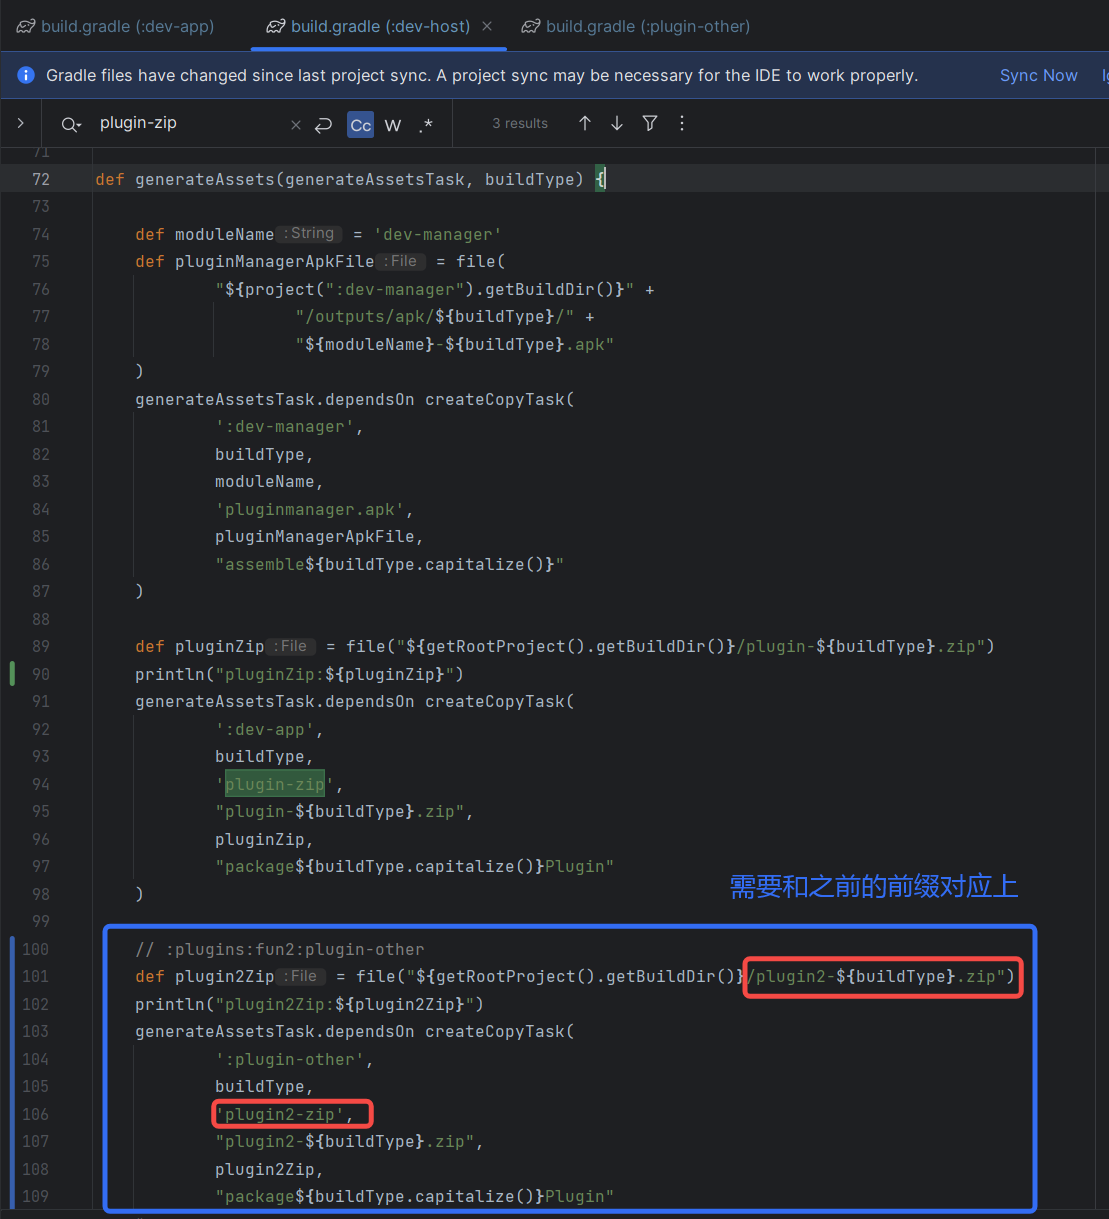 build.gradle (:dev-app)
build.gradle (:dev-host)
build.gradle (:plugin-other)
Gradle files have changed since last project sync. A project sync may be necessary for the IDE to work properly.
Sync Now
plugin-zip
Cc
W
.*
3 results
71
72 def generateAssets(generateAssetsTask, buildType) {
73
74 def moduleName : String = 'dev-manager'
75 def pluginManagerApkFile : File = file(
76 "${project(":dev-manager").getBuildDir()}" +
77 "/outputs/apk/${buildType}/" +
78 "${moduleName}-${buildType}.apk"
79 )
80 generateAssetsTask.dependsOn createCopyTask(
81 ':dev-manager',
82 buildType,
83 moduleName,
84 'pluginmanager.apk',
85 pluginManagerApkFile,
86 "assemble${buildType.capitalize()}"
87 )
88
89 def pluginZip : File = file("${getRootProject().getBuildDir()}/plugin-${buildType}.zip")
90 println("pluginZip:${pluginZip}")
91 generateAssetsTask.dependsOn createCopyTask(
92 ':dev-app',
93 buildType,
94 'plugin-zip',
95 "plugin-${buildType}.zip",
96 pluginZip,
97 "package${buildType.capitalize()}Plugin"
需要和之前的前缀对应上
98 )
99
100 // :plugins:fun2:plugin-other
101 def plugin2Zip : File = file("${getRootProject().getBuildDir()}/plugin2-${buildType}.zip")
102 println("plugin2Zip:${plugin2Zip}")
103 generateAssetsTask.dependsOn createCopyTask(
104 ':plugin-other',
105 buildType,
106 'plugin2-zip',
107 "plugin2-${buildType}.zip",
108 plugin2Zip,
109 "package${buildType.capitalize()}Plugin"